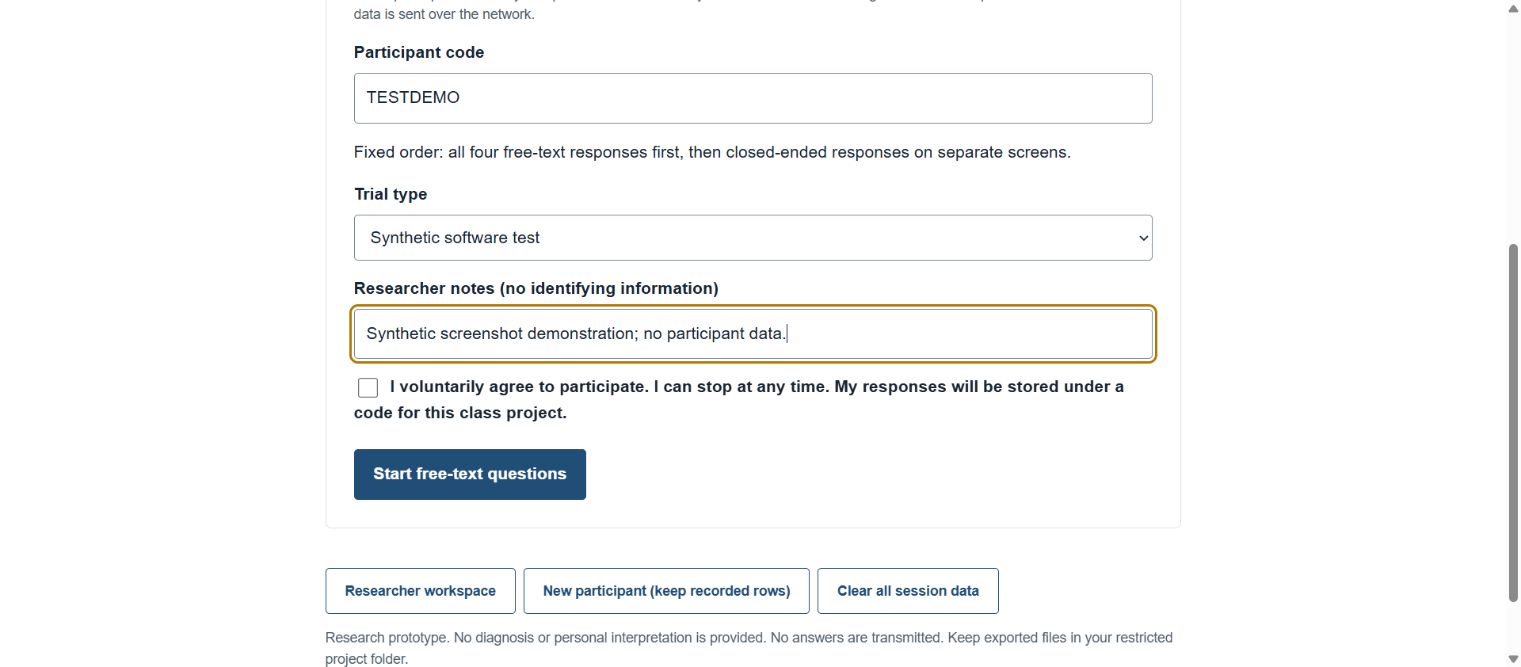 data is sent over the network.
Participant code
TESTDEMO
Fixed order: all four free-text responses first, then closed-ended responses on separate screens.
Trial type
Synthetic software test
Researcher notes (no identifying information)
Synthetic screenshot demonstration; no participant data.
I voluntarily agree to participate. I can stop at any time. My responses will be stored under a
code for this class project.
Start free-text questions
Researcher workspace
New participant (keep recorded rows)
Clear all session data
Research prototype. No diagnosis or personal interpretation is provided. No answers are transmitted. Keep exported files in your restricted
project folder.